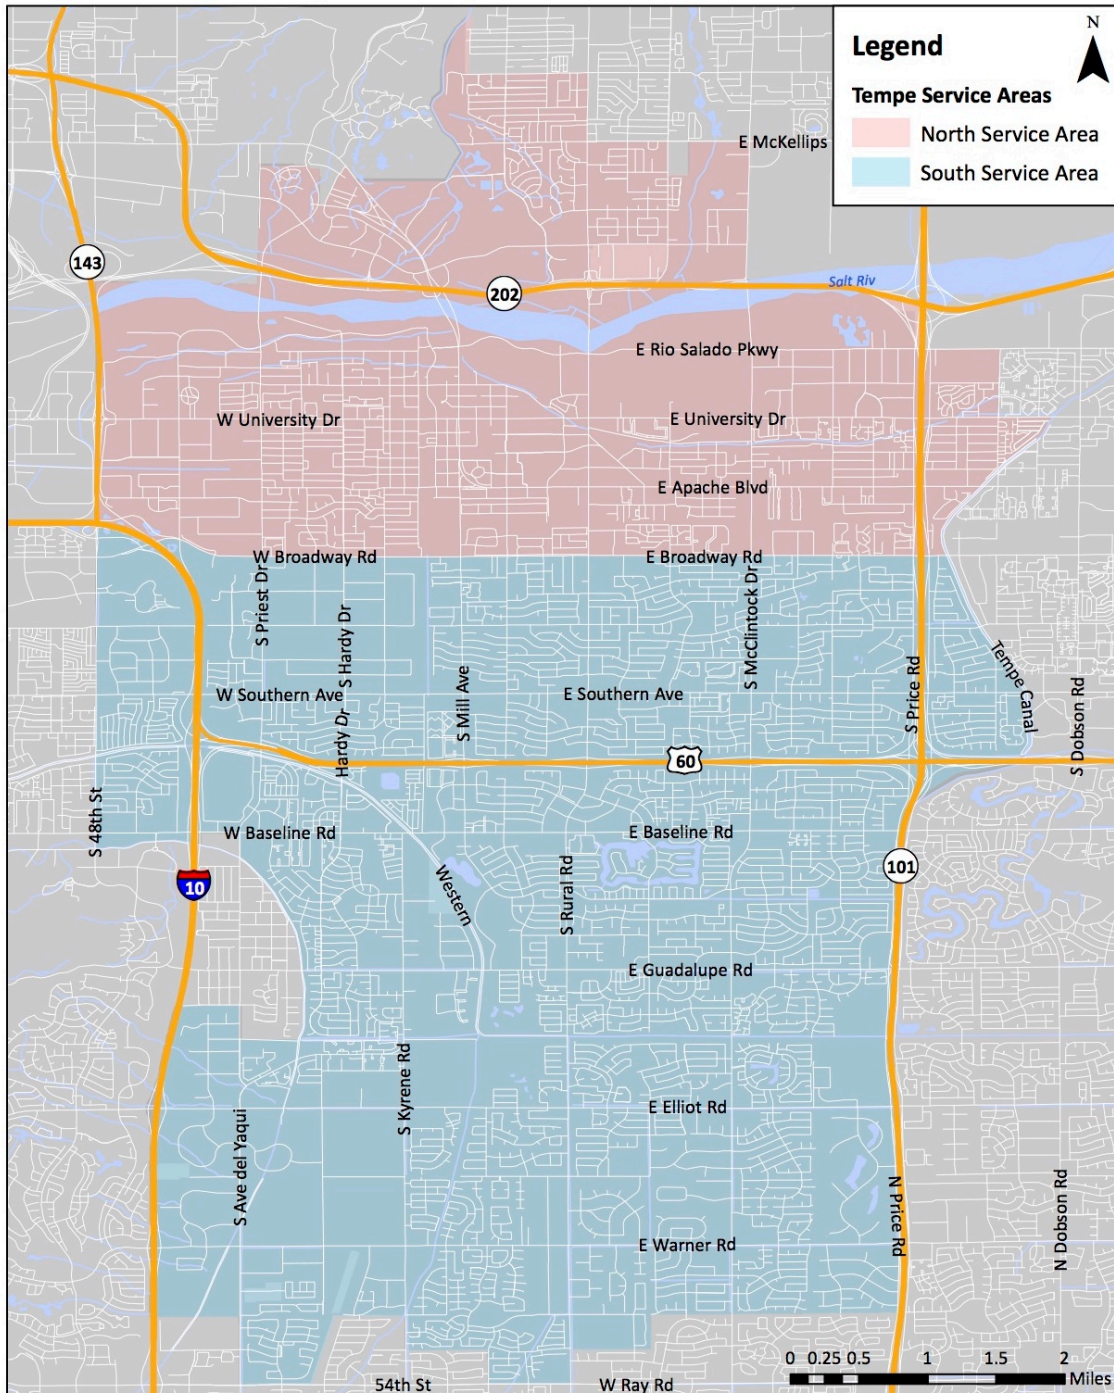 N
Legend
Tempe Service Areas
North Service Area
South Service Area
E McKellips
143
202
Salt Riv
E Rio Salado Pkwy
W University Dr
E University Dr
E Apache Blvd
W Broadway Rd
E Broadway Rd
S Priest Dr
S Hardy Dr
S McClintock Dr
W Southern Ave
E Southern Ave
S Mill Ave
S Price Rd
Tempe Canal
S Dobson Rd
Hardy Dr
60
S 48th St
W Baseline Rd
E Baseline Rd
10
Western
S Rural Rd
101
E Guadalupe Rd
S Kyrene Rd
E Elliot Rd
S Ave del Yaqui
N Price Rd
N Dobson Rd
E Warner Rd
0 0.25 0.5 1 1.5 2
Miles
54th St
W Ray Rd